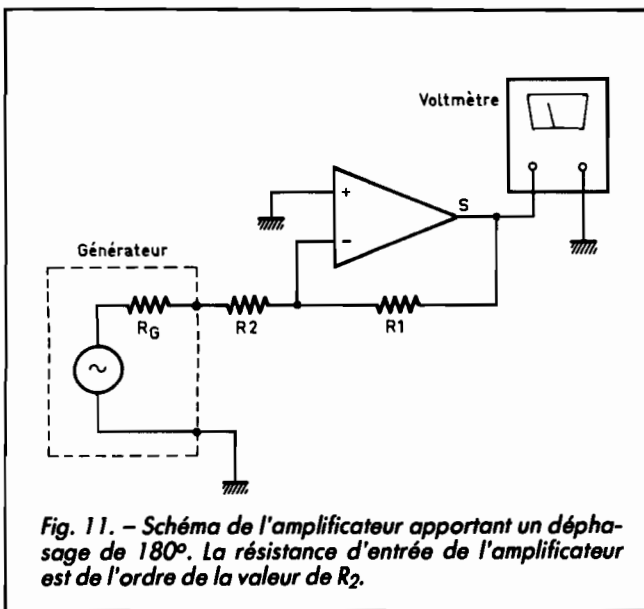 Voltmètre
+
S
−
Générateur
R_G
R2
R1
~
Fig. 11. – Schéma de l'amplificateur apportant un dépha-
sage de 180°. La résistance d'entrée de l'amplificateur
est de l'ordre de la valeur de R₂.